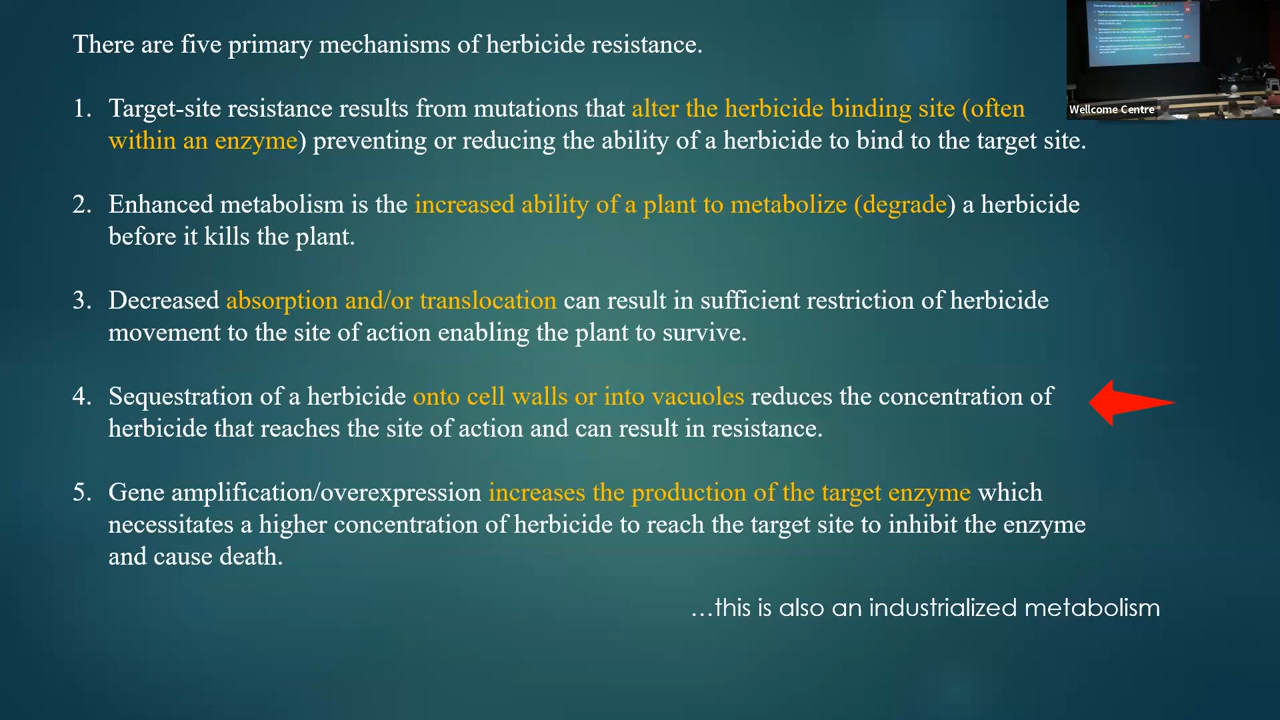 There are five primary mechanisms of herbicide resistance.
1. Target-site resistance results from mutations that alter the herbicide binding site (often
within an enzyme) preventing or reducing the ability of a herbicide to bind to the target site.
2. Enhanced metabolism is the increased ability of a plant to metabolize (degrade) a herbicide
before it kills the plant.
3. Decreased absorption and/or translocation can result in sufficient restriction of herbicide
movement to the site of action enabling the plant to survive.
4. Sequestration of a herbicide onto cell walls or into vacuoles reduces the concentration of
herbicide that reaches the site of action and can result in resistance.
5. Gene amplification/overexpression increases the production of the target enzyme which
necessitates a higher concentration of herbicide to reach the target site to inhibit the enzyme
and cause death.
...this is also an industrialized metabolism
Wellcome Centre